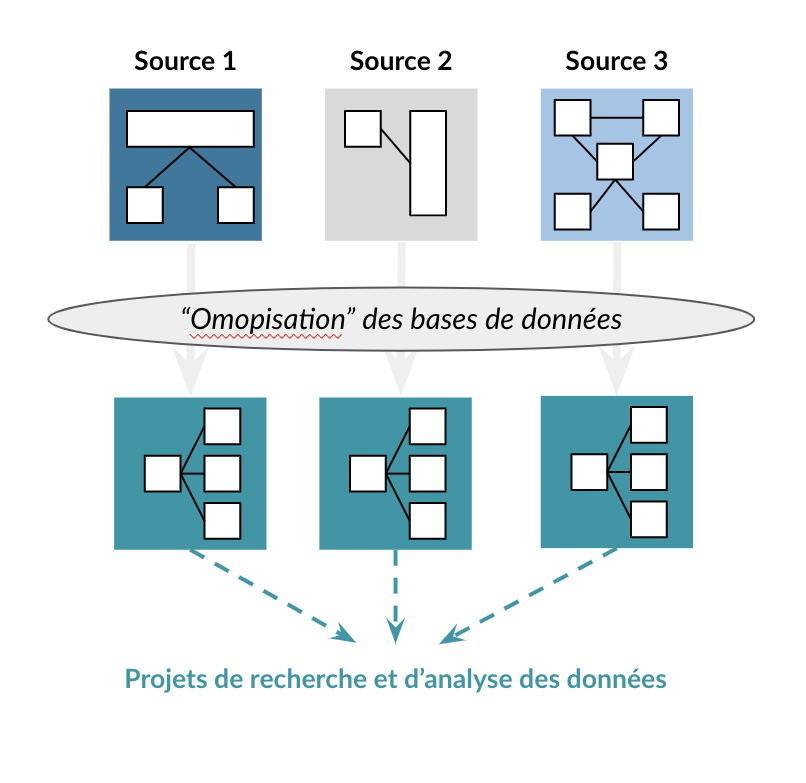 Source 1
Source 2
Source 3
“Omopisation” des bases de données
Projets de recherche et d’analyse des données